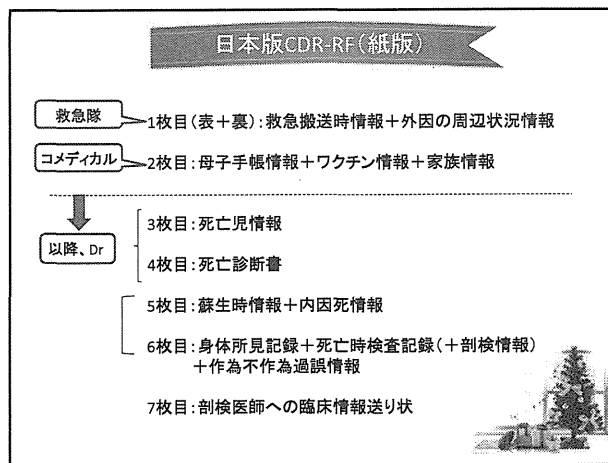 日本版CDR-RF(紙版)
救急隊
1枚目(表+裏):救急搬送時情報+外因の周辺状況情報
コメディカル
2枚目:母子手帳情報+ワクチン情報+家族情報
以降、Dr
3枚目:死亡児情報
4枚目:死亡診断書
5枚目:蘇生時情報+内因死情報
6枚目:身体所見記録+死亡時検査記録(+剖検情報)
+作為不作為過誤情報
7枚目:剖検医師への臨床情報送り状